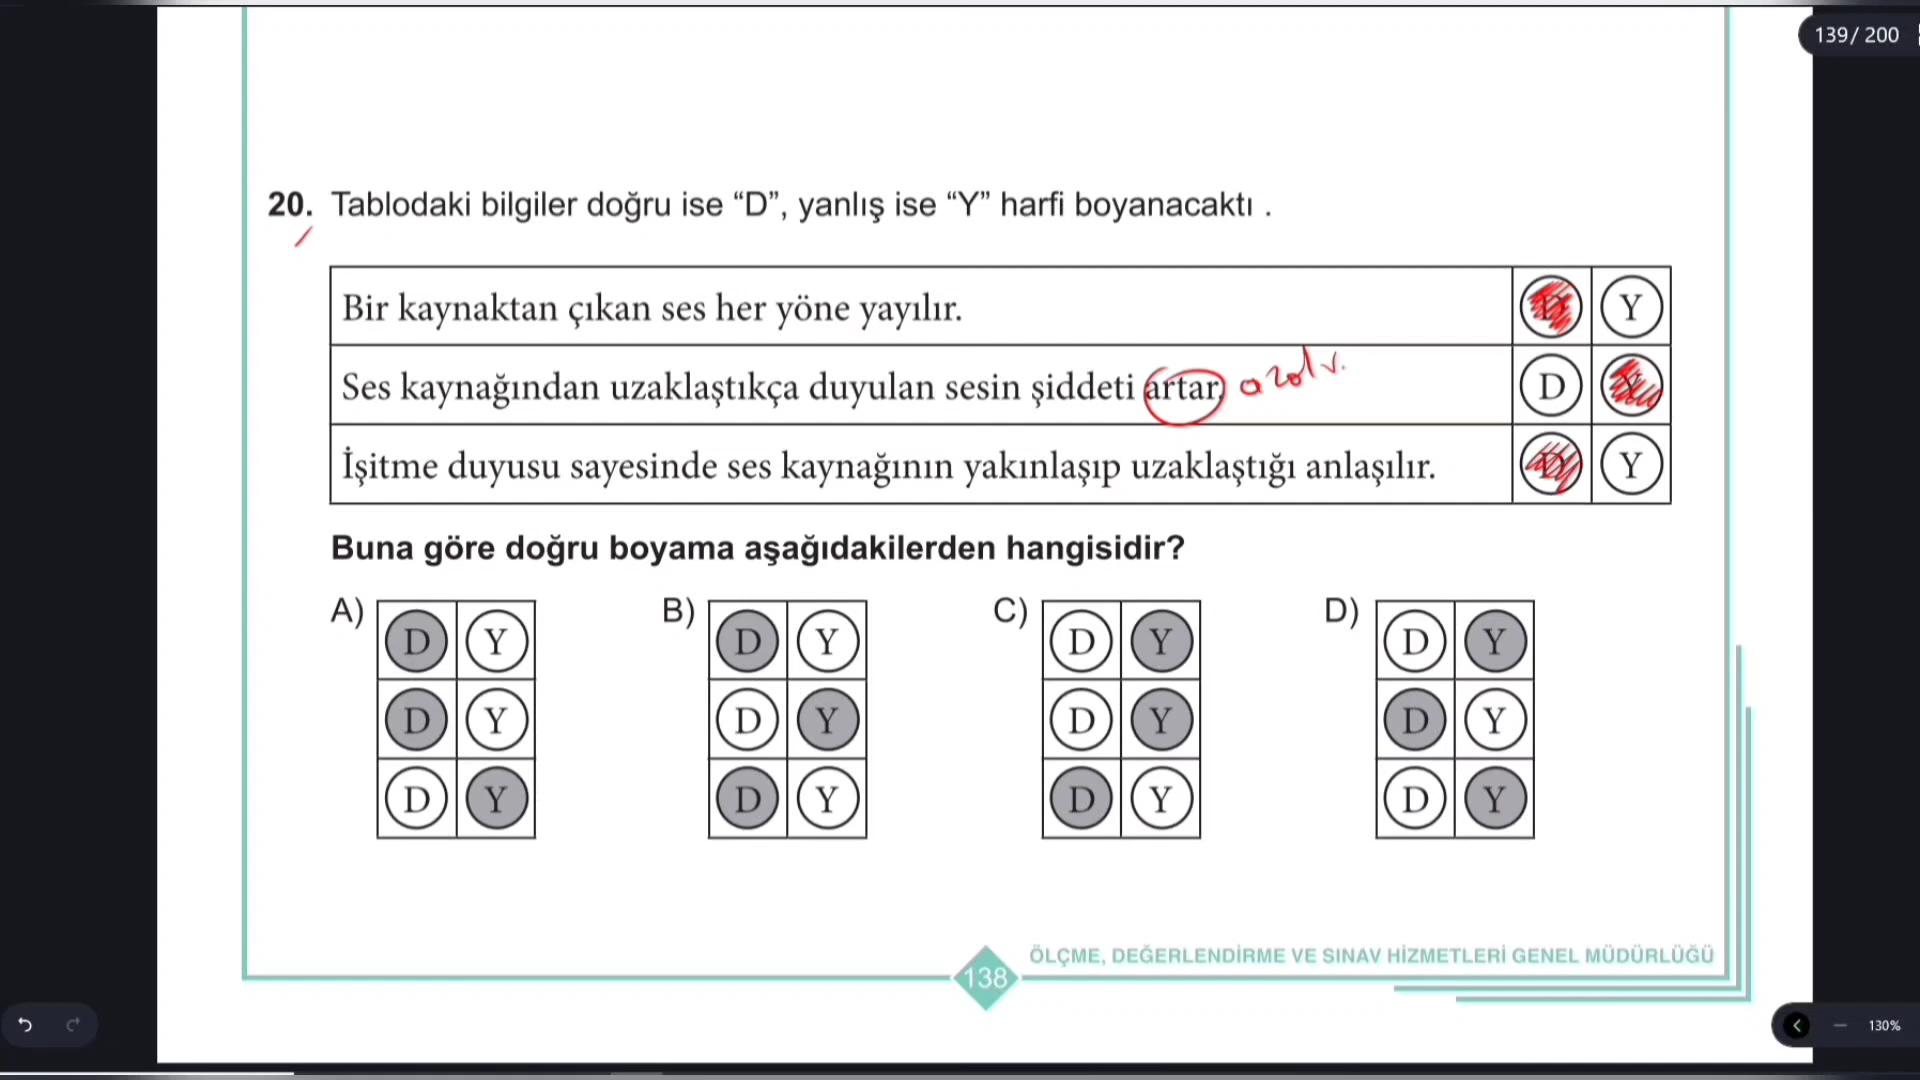 139/ 200
20. Tablodaki bilgiler doğru ise “D”, yanlış ise “Y” harfi boyanacaktı .
Bir kaynaktan çıkan ses her yöne yayılır. D Y
Ses kaynağından uzaklaştıkça duyulan sesin şiddeti artar. azalır. D Y
İşitme duyusu sayesinde ses kaynağının yakınlaşıp uzaklaştığı anlaşılır. D Y
Buna göre doğru boyama aşağıdakilerden hangisidir?
A) D Y B) D Y C) D Y D) D Y
D Y D Y D Y D Y
D Y D Y D Y D Y
ÖLÇME, DEĞERLENDİRME VE SINAV HİZMETLERİ GENEL MÜDÜRLÜĞÜ
138
130%